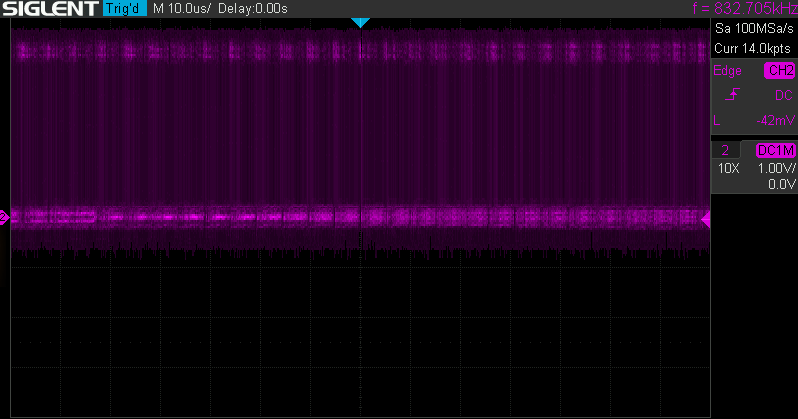 SIGLENT Trig'd M 10.0us/ Delay:0.00s f = 832.705kHz
Sa 100MSa/s
Curr 14.0kpts
Edge CH2
DC
L -42mV
2 DC1M
10X 1.00V/
0.0V
2